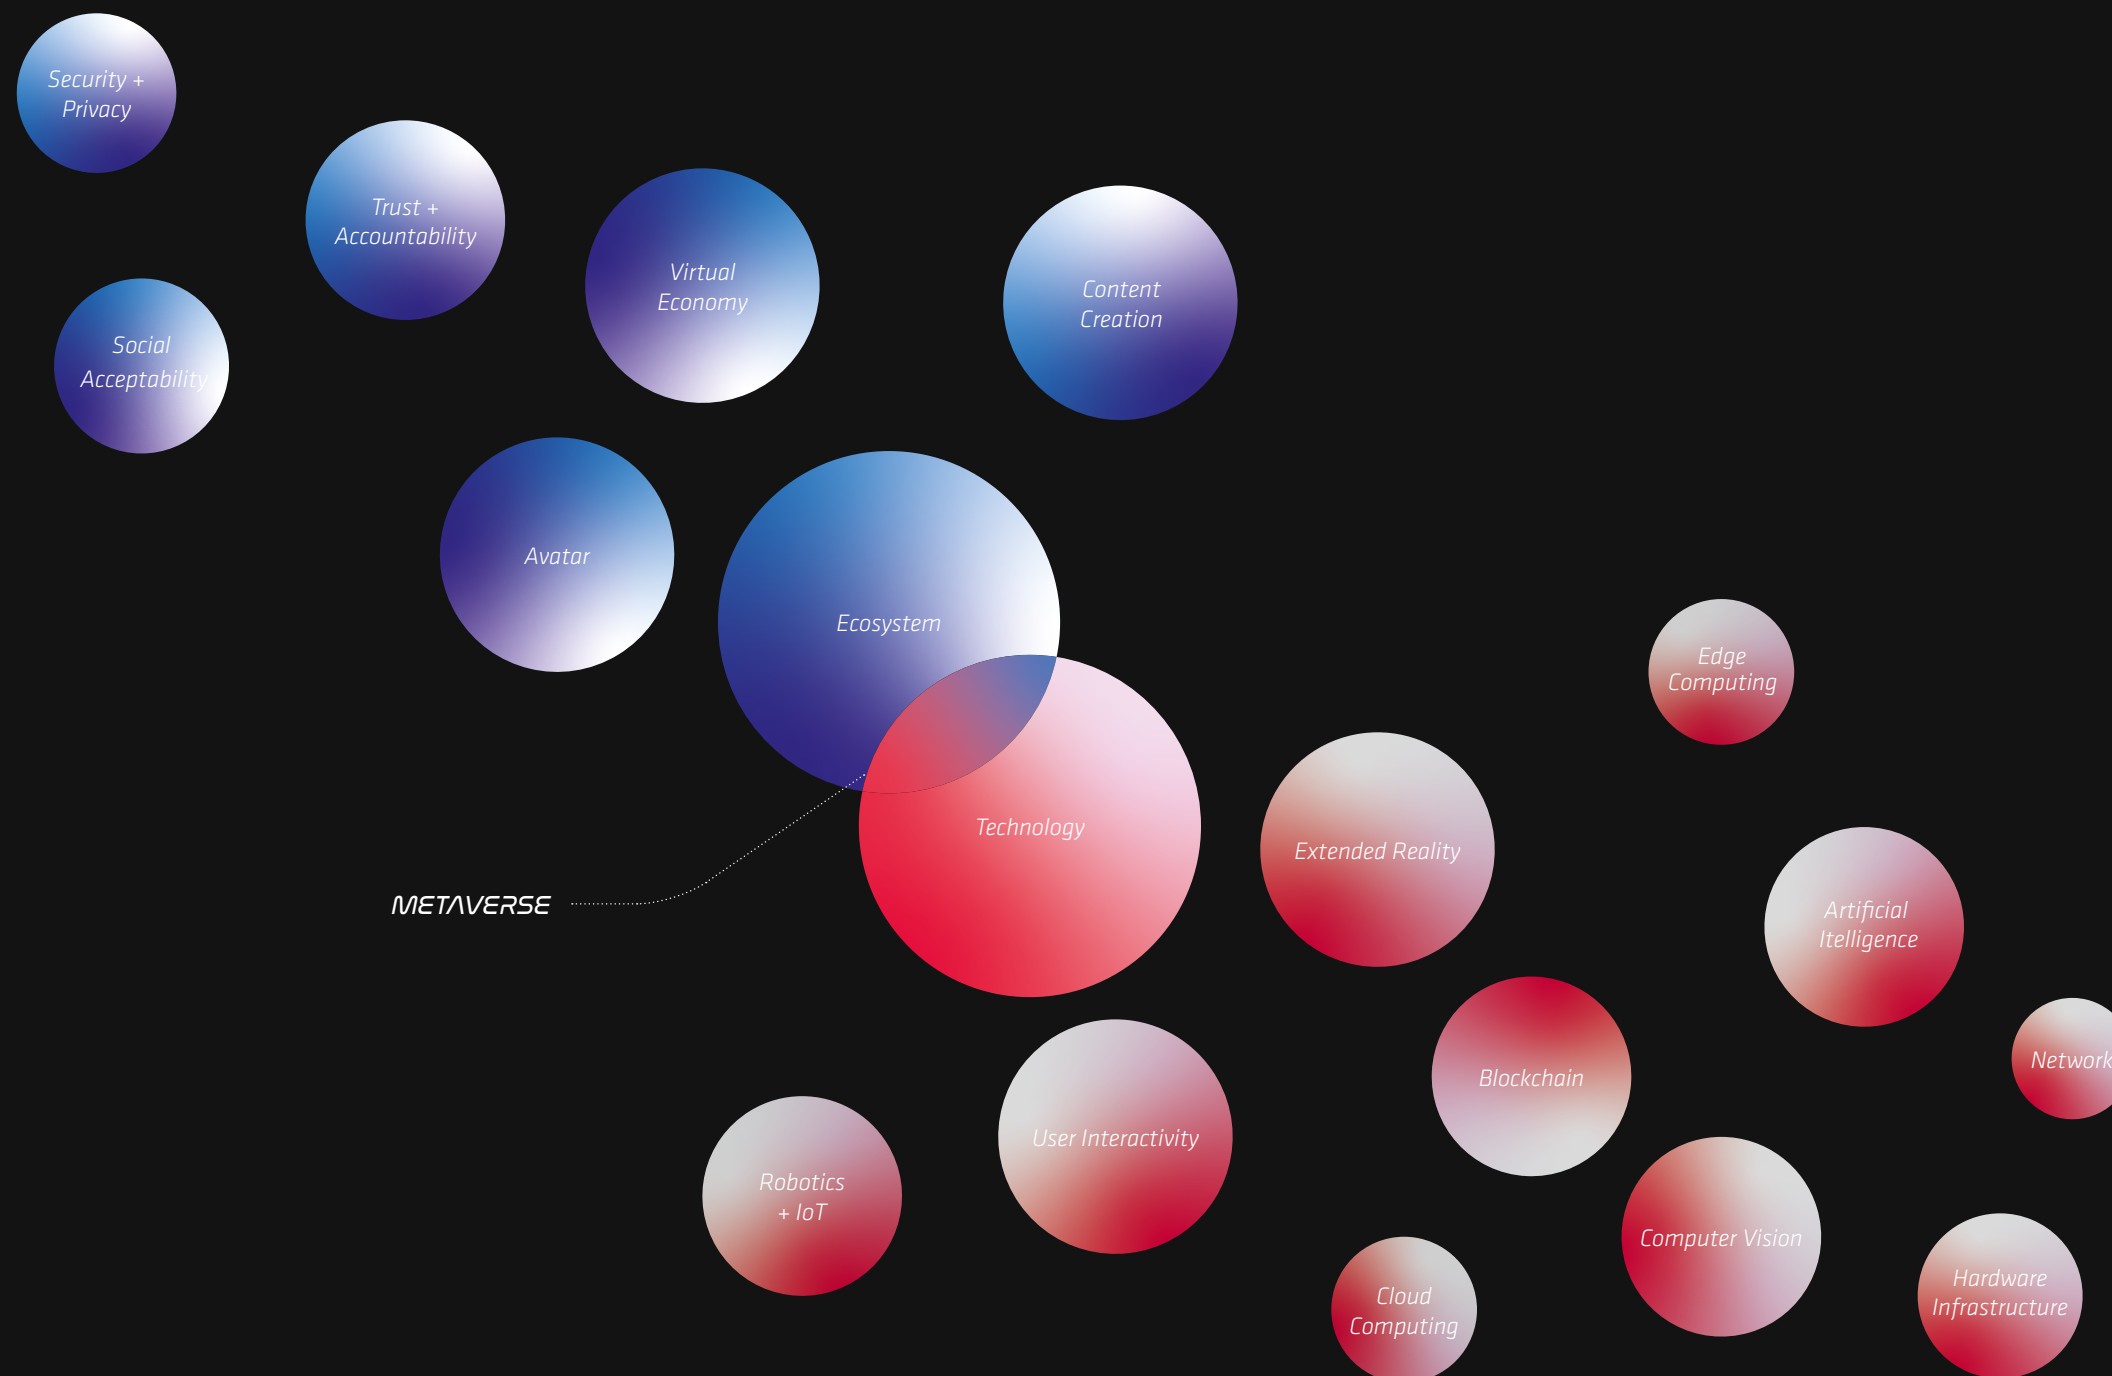 Security +
Privacy
Trust +
Accountability
Virtual
Economy
Content
Creation
Social
Acceptability
Avatar
Ecosystem
Edge
Computing
Technology
Extended Reality
METAVERSE
Artificial
Itelligence
Network
Blockchain
User Interactivity
Robotics
+ IoT
Computer Vision
Cloud
Computing
Hardware
Infrastructure